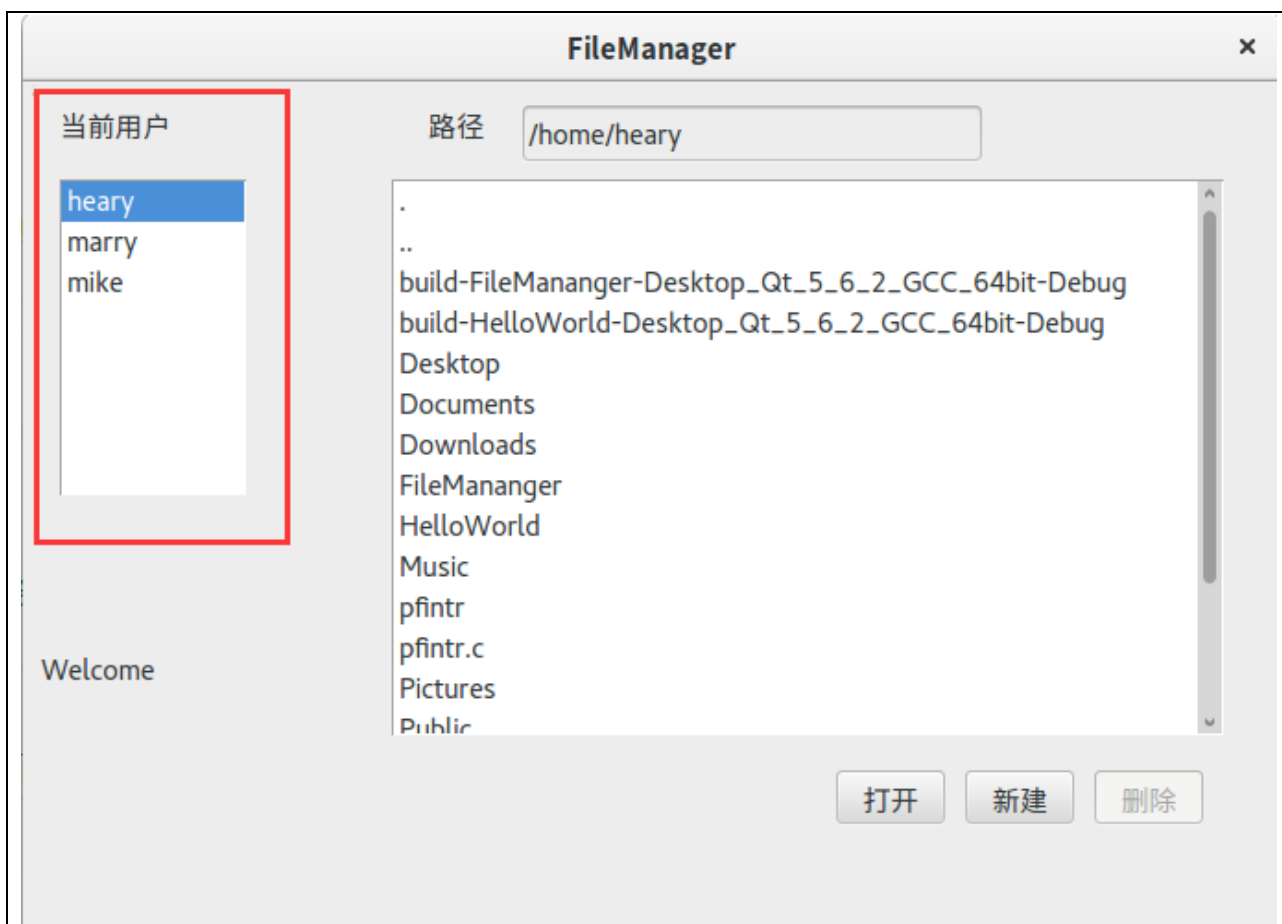 FileManager
×
当前用户
heary
marry
mike
Welcome
路径
/home/heary
.
..
build-FileMananger-Desktop_Qt_5_6_2_GCC_64bit-Debug
build-HelloWorld-Desktop_Qt_5_6_2_GCC_64bit-Debug
Desktop
Documents
Downloads
FileMananger
HelloWorld
Music
pfintr
pfintr.c
Pictures
Public
打开 新建 删除